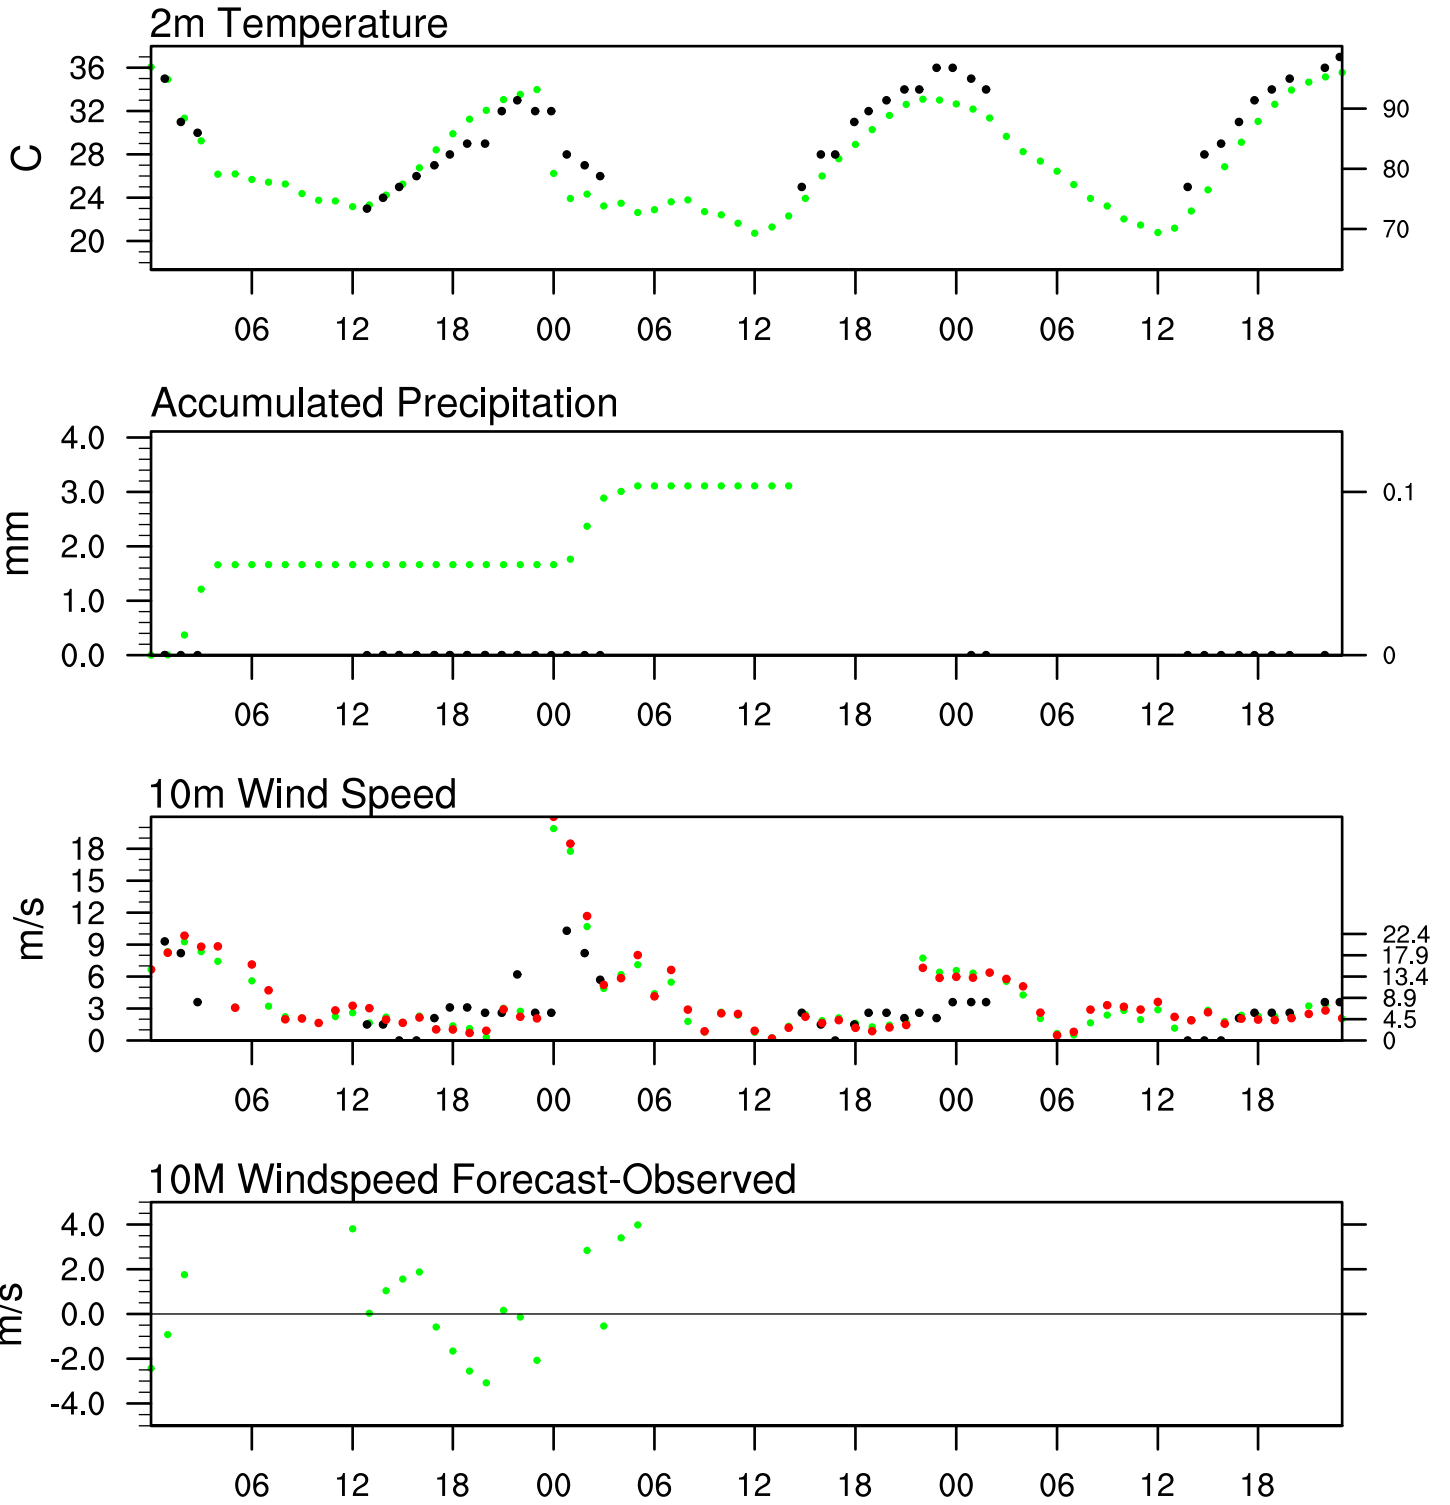 2m Temperature
36
32
28
24
20
C
90
80
70
06 12 18 00 06 12 18 00 06 12 18
Accumulated Precipitation
4.0
3.0
2.0
1.0
0.0
mm
0.1
0
06 12 18 00 06 12 18 00 06 12 18
10m Wind Speed
18
15
12
9
6
3
0
m/s
22.4
17.9
13.4
8.9
4.5
0
06 12 18 00 06 12 18 00 06 12 18
10M Windspeed Forecast-Observed
4.0
2.0
0.0
-2.0
-4.0
m/s
06 12 18 00 06 12 18 00 06 12 18